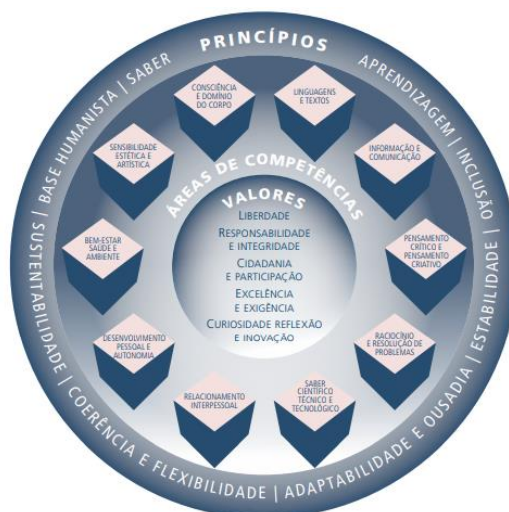 PRINCÍPIOS
BASE HUMANISTA | SABER
APRENDIZAGEM | INCLUSÃO | ESTABILIDADE |
ADAPTABILIDADE E OUSADIA |
COERÊNCIA E FLEXIBILIDADE |
SUSTENTABILIDADE |
ÁREAS DE COMPETÊNCIAS
LINGUAGENS
E TEXTOS
INFORMAÇÃO E
COMUNICAÇÃO
PENSAMENTO
CRÍTICO E
PENSAMENTO
CRIATIVO
RACIOCÍNIO
E RESOLUÇÃO DE
PROBLEMAS
SABER
CIENTÍFICO
TÉCNICO E
TECNOLÓGICO
RELACIONAMENTO
INTERPESSOAL
DESENVOLVIMENTO
PESSOAL E
AUTONOMIA
BEM-ESTAR
SAÚDE E
AMBIENTE
SENSIBILIDADE
ESTÉTICA E
ARTÍSTICA
CONSCIÊNCIA
E DOMÍNIO
DO CORPO
VALORES
LIBERDADE
RESPONSABILIDADE
E INTEGRIDADE
CIDADANIA
E PARTICIPAÇÃO
EXCELÊNCIA
E EXIGÊNCIA
CURIOSIDADE REFLEXÃO
E INOVAÇÃO